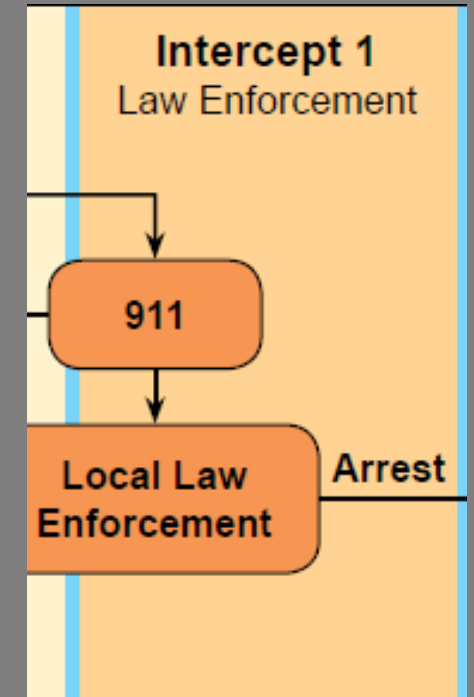 Intercept 1
Law Enforcement
911
Local Law
Enforcement
Arrest